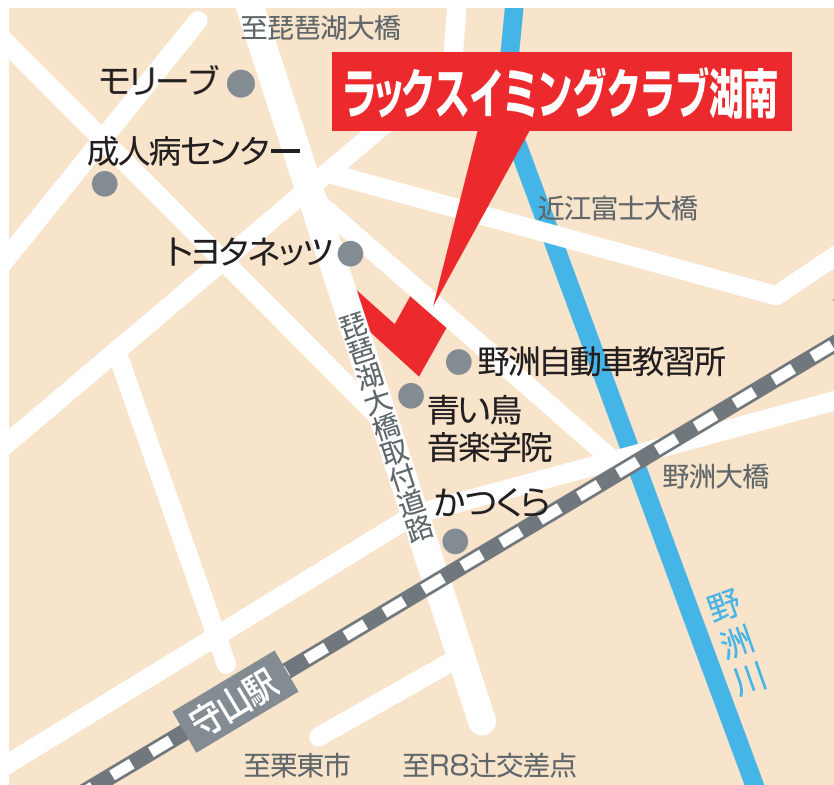 至琵琶湖大橋
モリーブ
ラックスイミングクラブ湖南
成人病センター
近江富士大橋
トヨタネッツ
琵琶湖大橋取付道路
野洲自動車教習所
青い鳥
音楽学院
野洲大橋
かつくら
野洲川
守山駅
至栗東市
至R8辻交差点